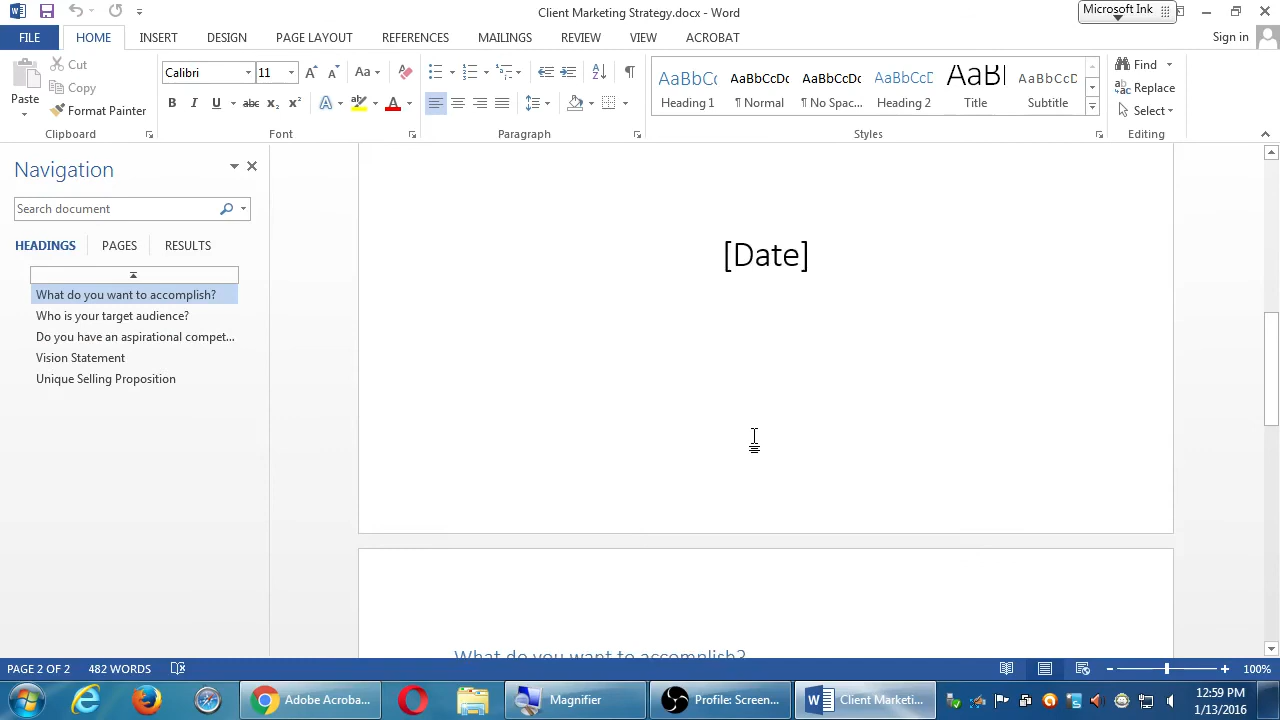 Client Marketing Strategy.docx - Word
Microsoft Ink
FILE
HOME
INSERT
DESIGN
PAGE LAYOUT
REFERENCES
MAILINGS
REVIEW
VIEW
ACROBAT
Sign in
Paste
Cut
Copy
Format Painter
Clipboard
Calibri
11
Aa
Font
Paragraph
AaBbCc
Heading 1
AaBbCcDc
¶ Normal
AaBbCcDc
¶ No Spac...
AaBbCcD
Heading 2
AaB
Title
AaBbCcD
Subtitle
Styles
Find
Replace
Select
Editing
Navigation
Search document
HEADINGS
PAGES
RESULTS
What do you want to accomplish?
Who is your target audience?
Do you have an aspirational compet...
Vision Statement
Unique Selling Proposition
[Date]
What do you want to accomplish?
PAGE 2 OF 2
482 WORDS
100%
Adobe Acroba...
Magnifier
Profile: Screen...
Client Marketi...
12:59 PM
1/13/2016